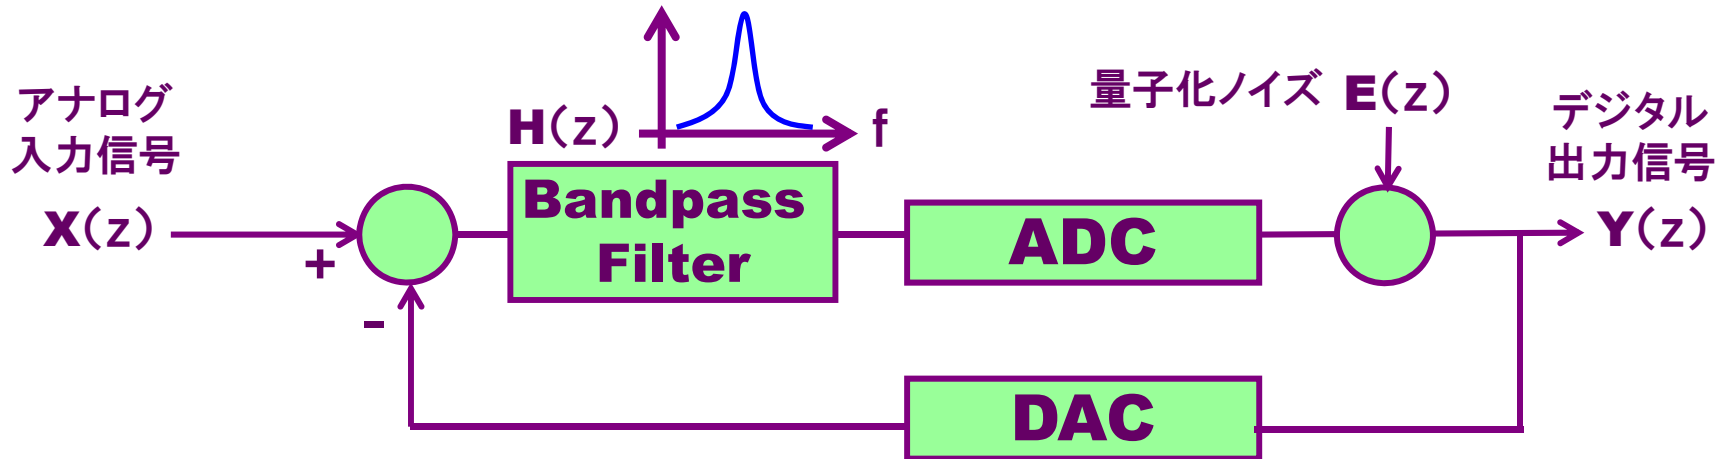 アナログ
入力信号
X(z)
+
-
H(z)
f
Bandpass
Filter
ADC
量子化ノイズ E(z)
デジタル
出力信号
Y(z)
DAC